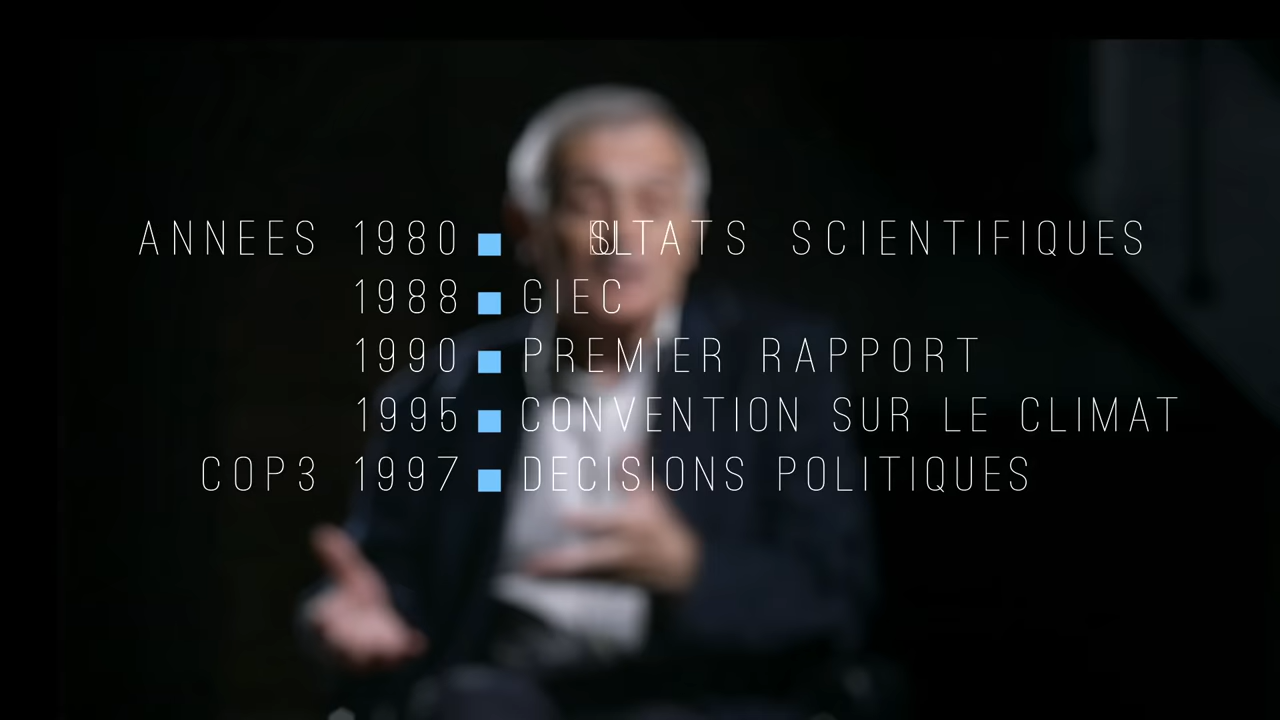 ANNEES 1980 SCIENTIFIQUES
1988 GIEC
1990 PREMIER RAPPORT
1995 CONVENTION SUR LE CLIMAT
COP3 1997 DECISIONS POLITIQUES